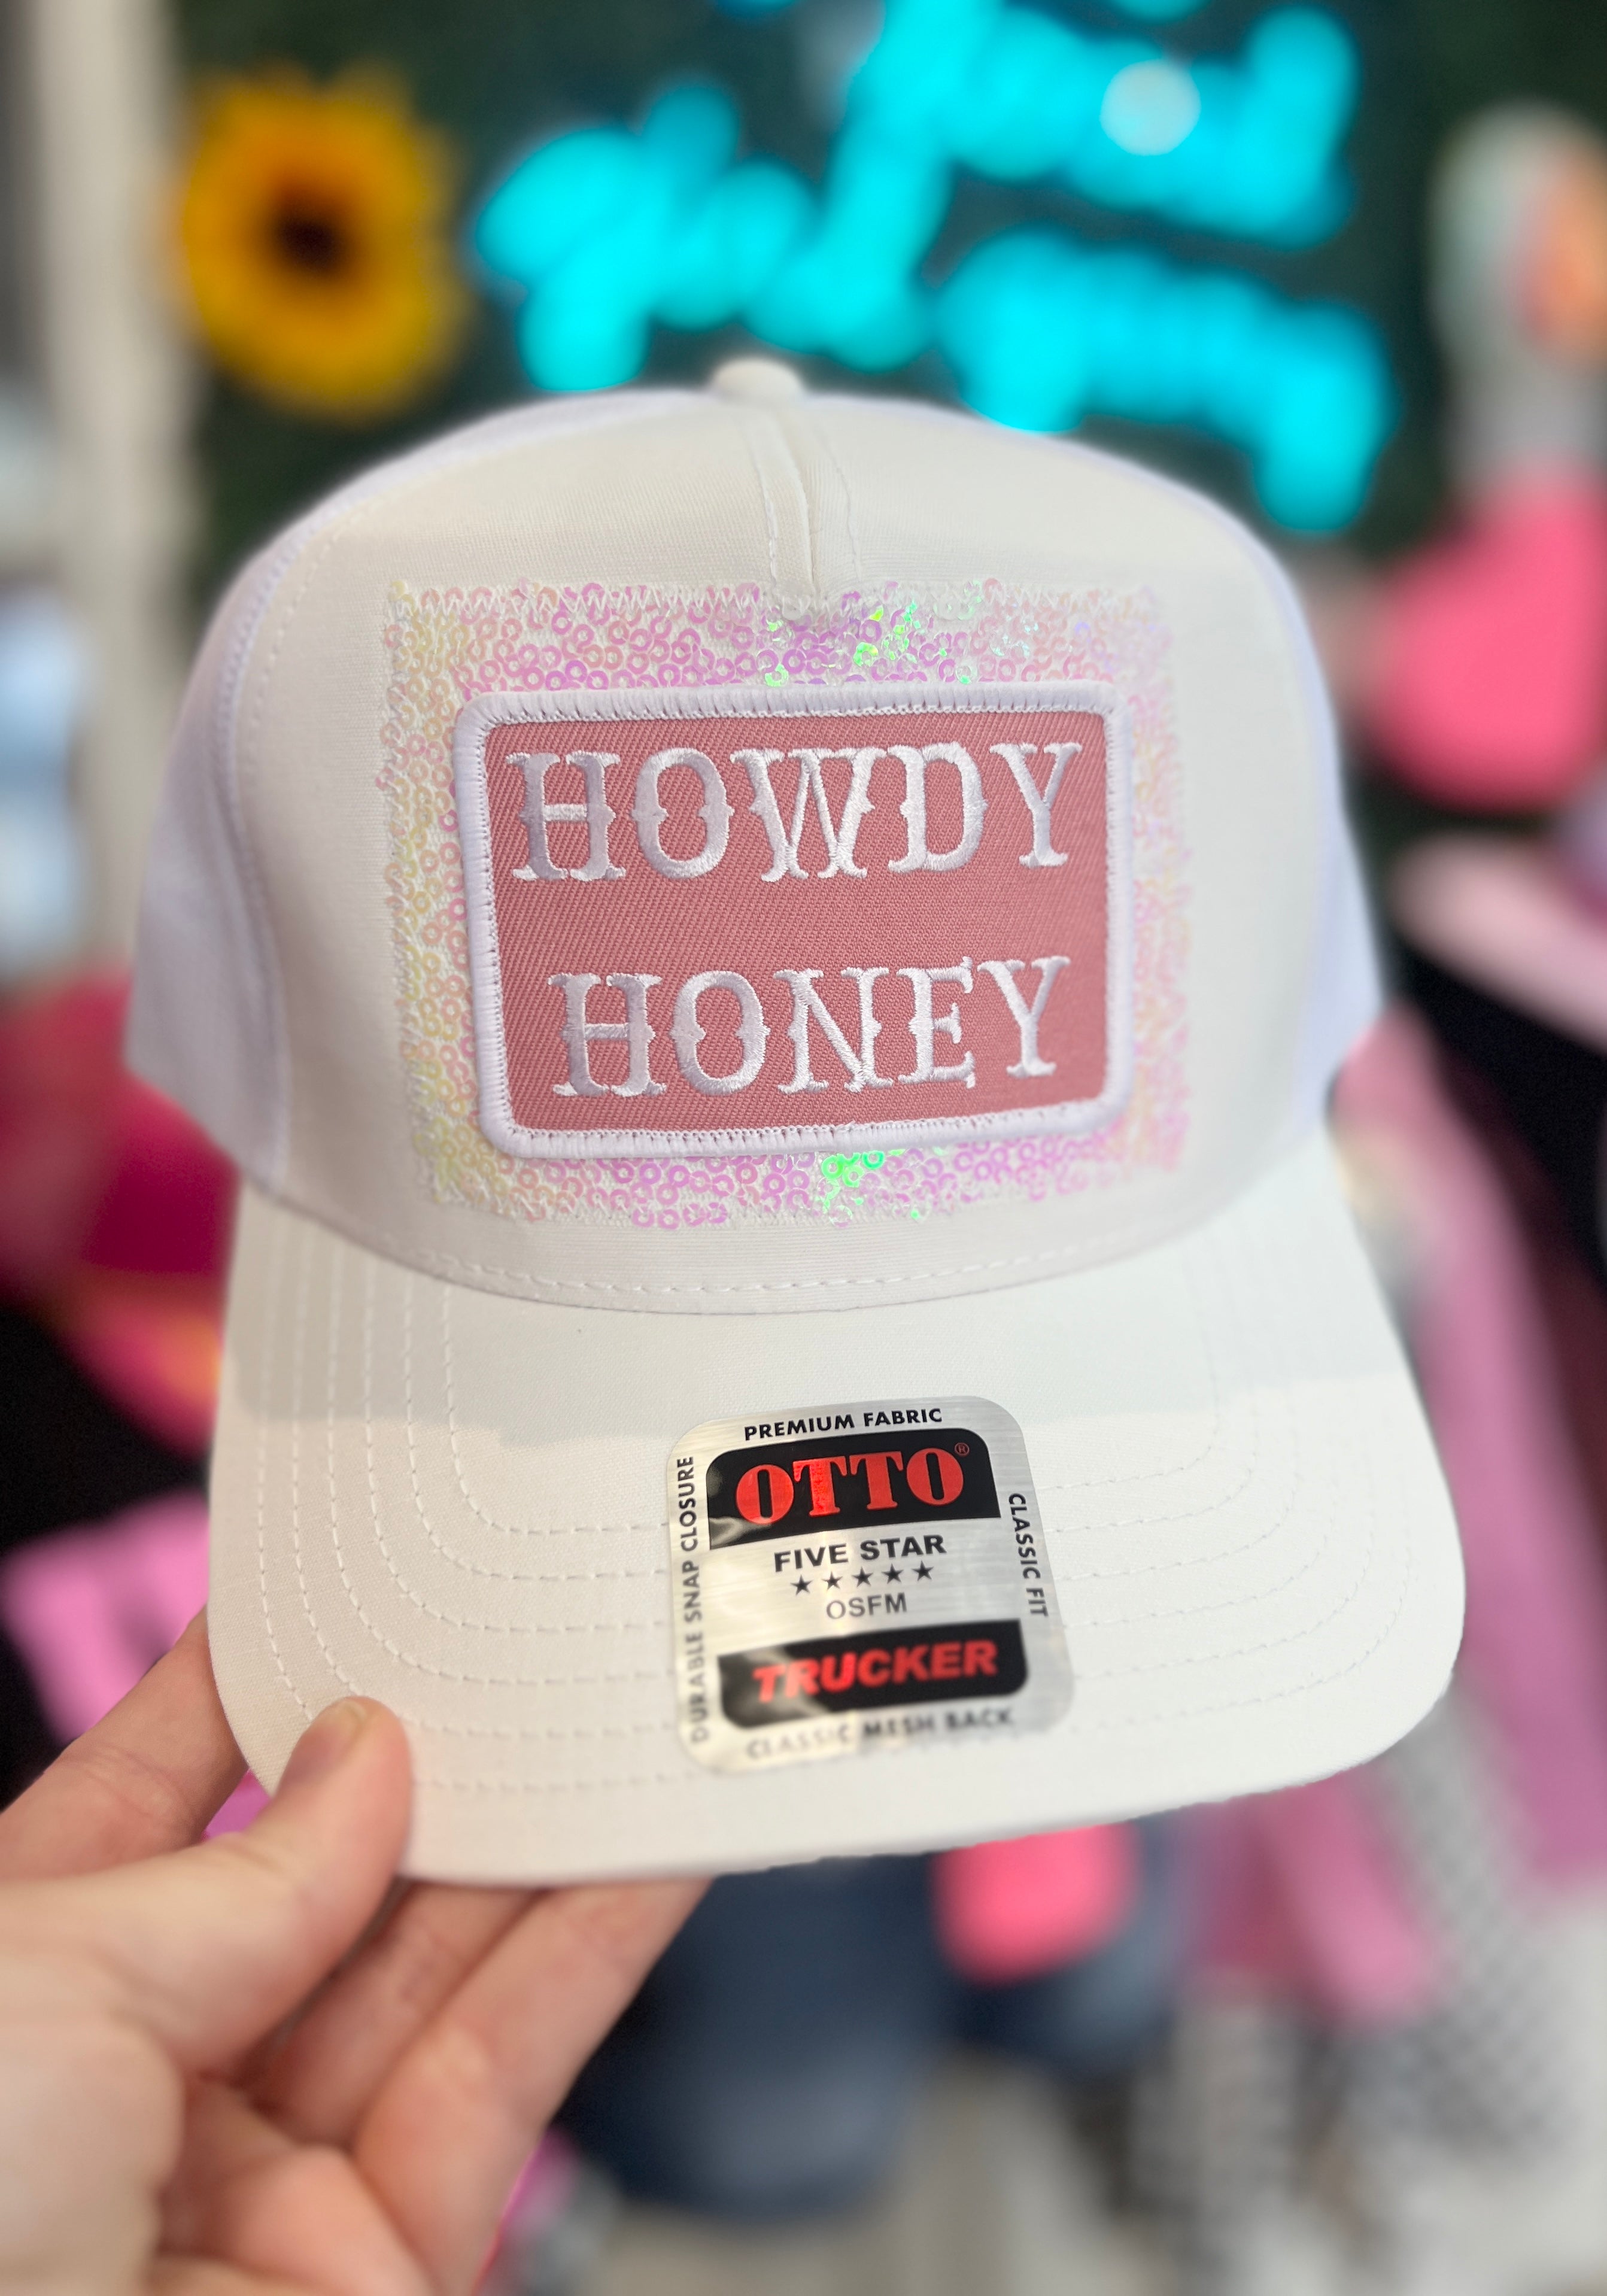 HOWDY
HONEY
PREMIUM FABRIC
OTTO®
FIVE STAR
★★★★★
OSFM
TRUCKER
CLASSIC MESH BACK
DURABLE SNAP CLOSURE
CLASSIC FIT